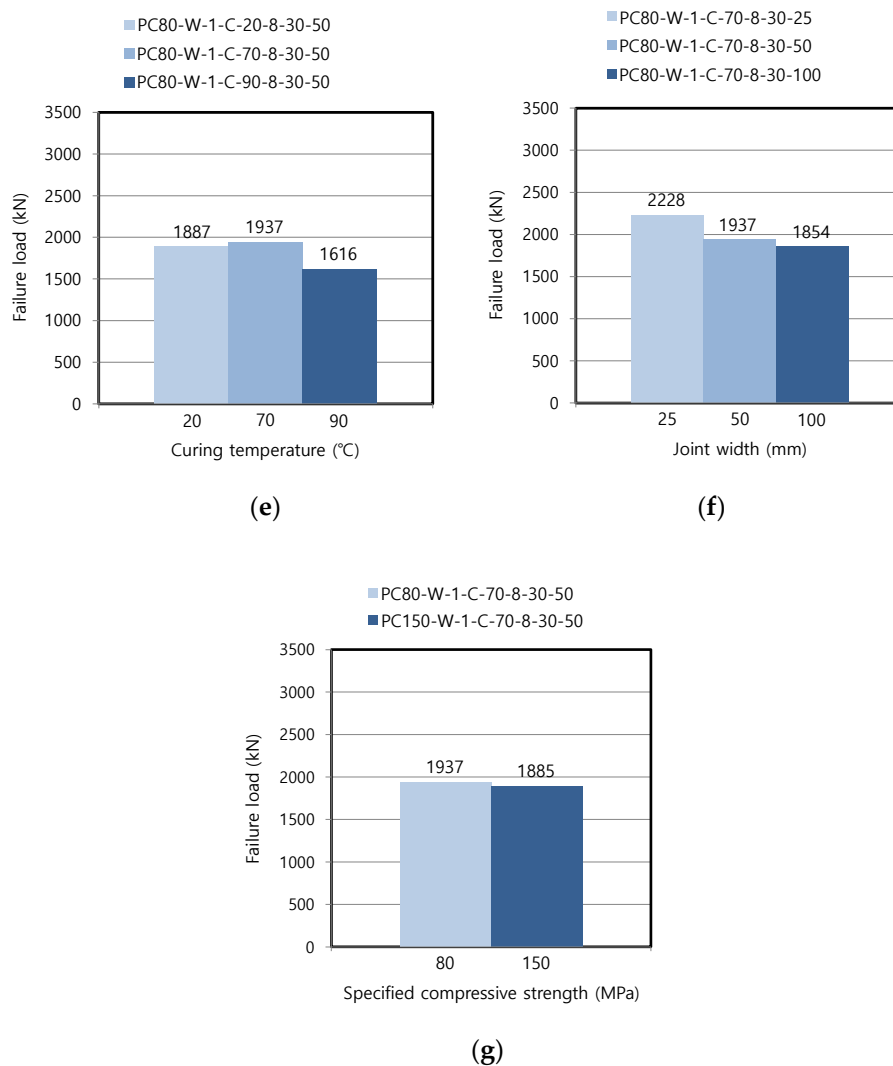 PC80-W-1-C-20-8-30-50
PC80-W-1-C-70-8-30-50
PC80-W-1-C-90-8-30-50
3500
3000
2500
2000
1500
1000
500
0
Failure load (kN)
1887
1937
1616
20
70
90
Curing temperature (℃)
(e)
PC80-W-1-C-70-8-30-25
PC80-W-1-C-70-8-30-50
PC80-W-1-C-70-8-30-100
3500
3000
2500
2000
1500
1000
500
0
Failure load (kN)
2228
1937
1854
25
50
100
Joint width (mm)
(f)
PC80-W-1-C-70-8-30-50
PC150-W-1-C-70-8-30-50
3500
3000
2500
2000
1500
1000
500
0
Failure load (kN)
1937
1885
80
150
Specified compressive strength (MPa)
(g)